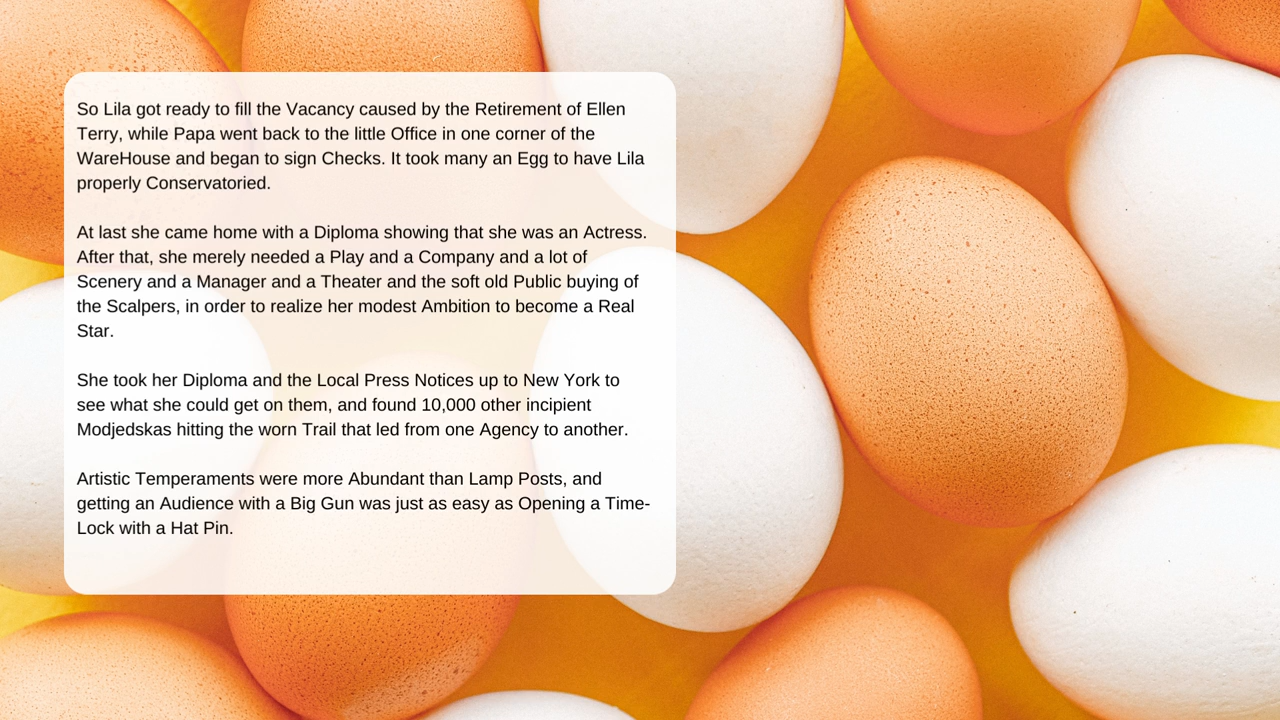 So Lila got ready to fill the Vacancy caused by the Retirement of Ellen
Terry, while Papa went back to the little Office in one corner of the
WareHouse and began to sign Checks. It took many an Egg to have Lila
properly Conservatoried.
At last she came home with a Diploma showing that she was an Actress.
After that, she merely needed a Play and a Company and a lot of
Scenery and a Manager and a Theater and the soft old Public buying of
the Scalpers, in order to realize her modest Ambition to become a Real
Star.
She took her Diploma and the Local Press Notices up to New York to
see what she could get on them, and found 10,000 other incipient
Modjedskas hitting the worn Trail that led from one Agency to another.
Artistic Temperaments were more Abundant than Lamp Posts, and
getting an Audience with a Big Gun was just as easy as Opening a Time-
Lock with a Hat Pin.